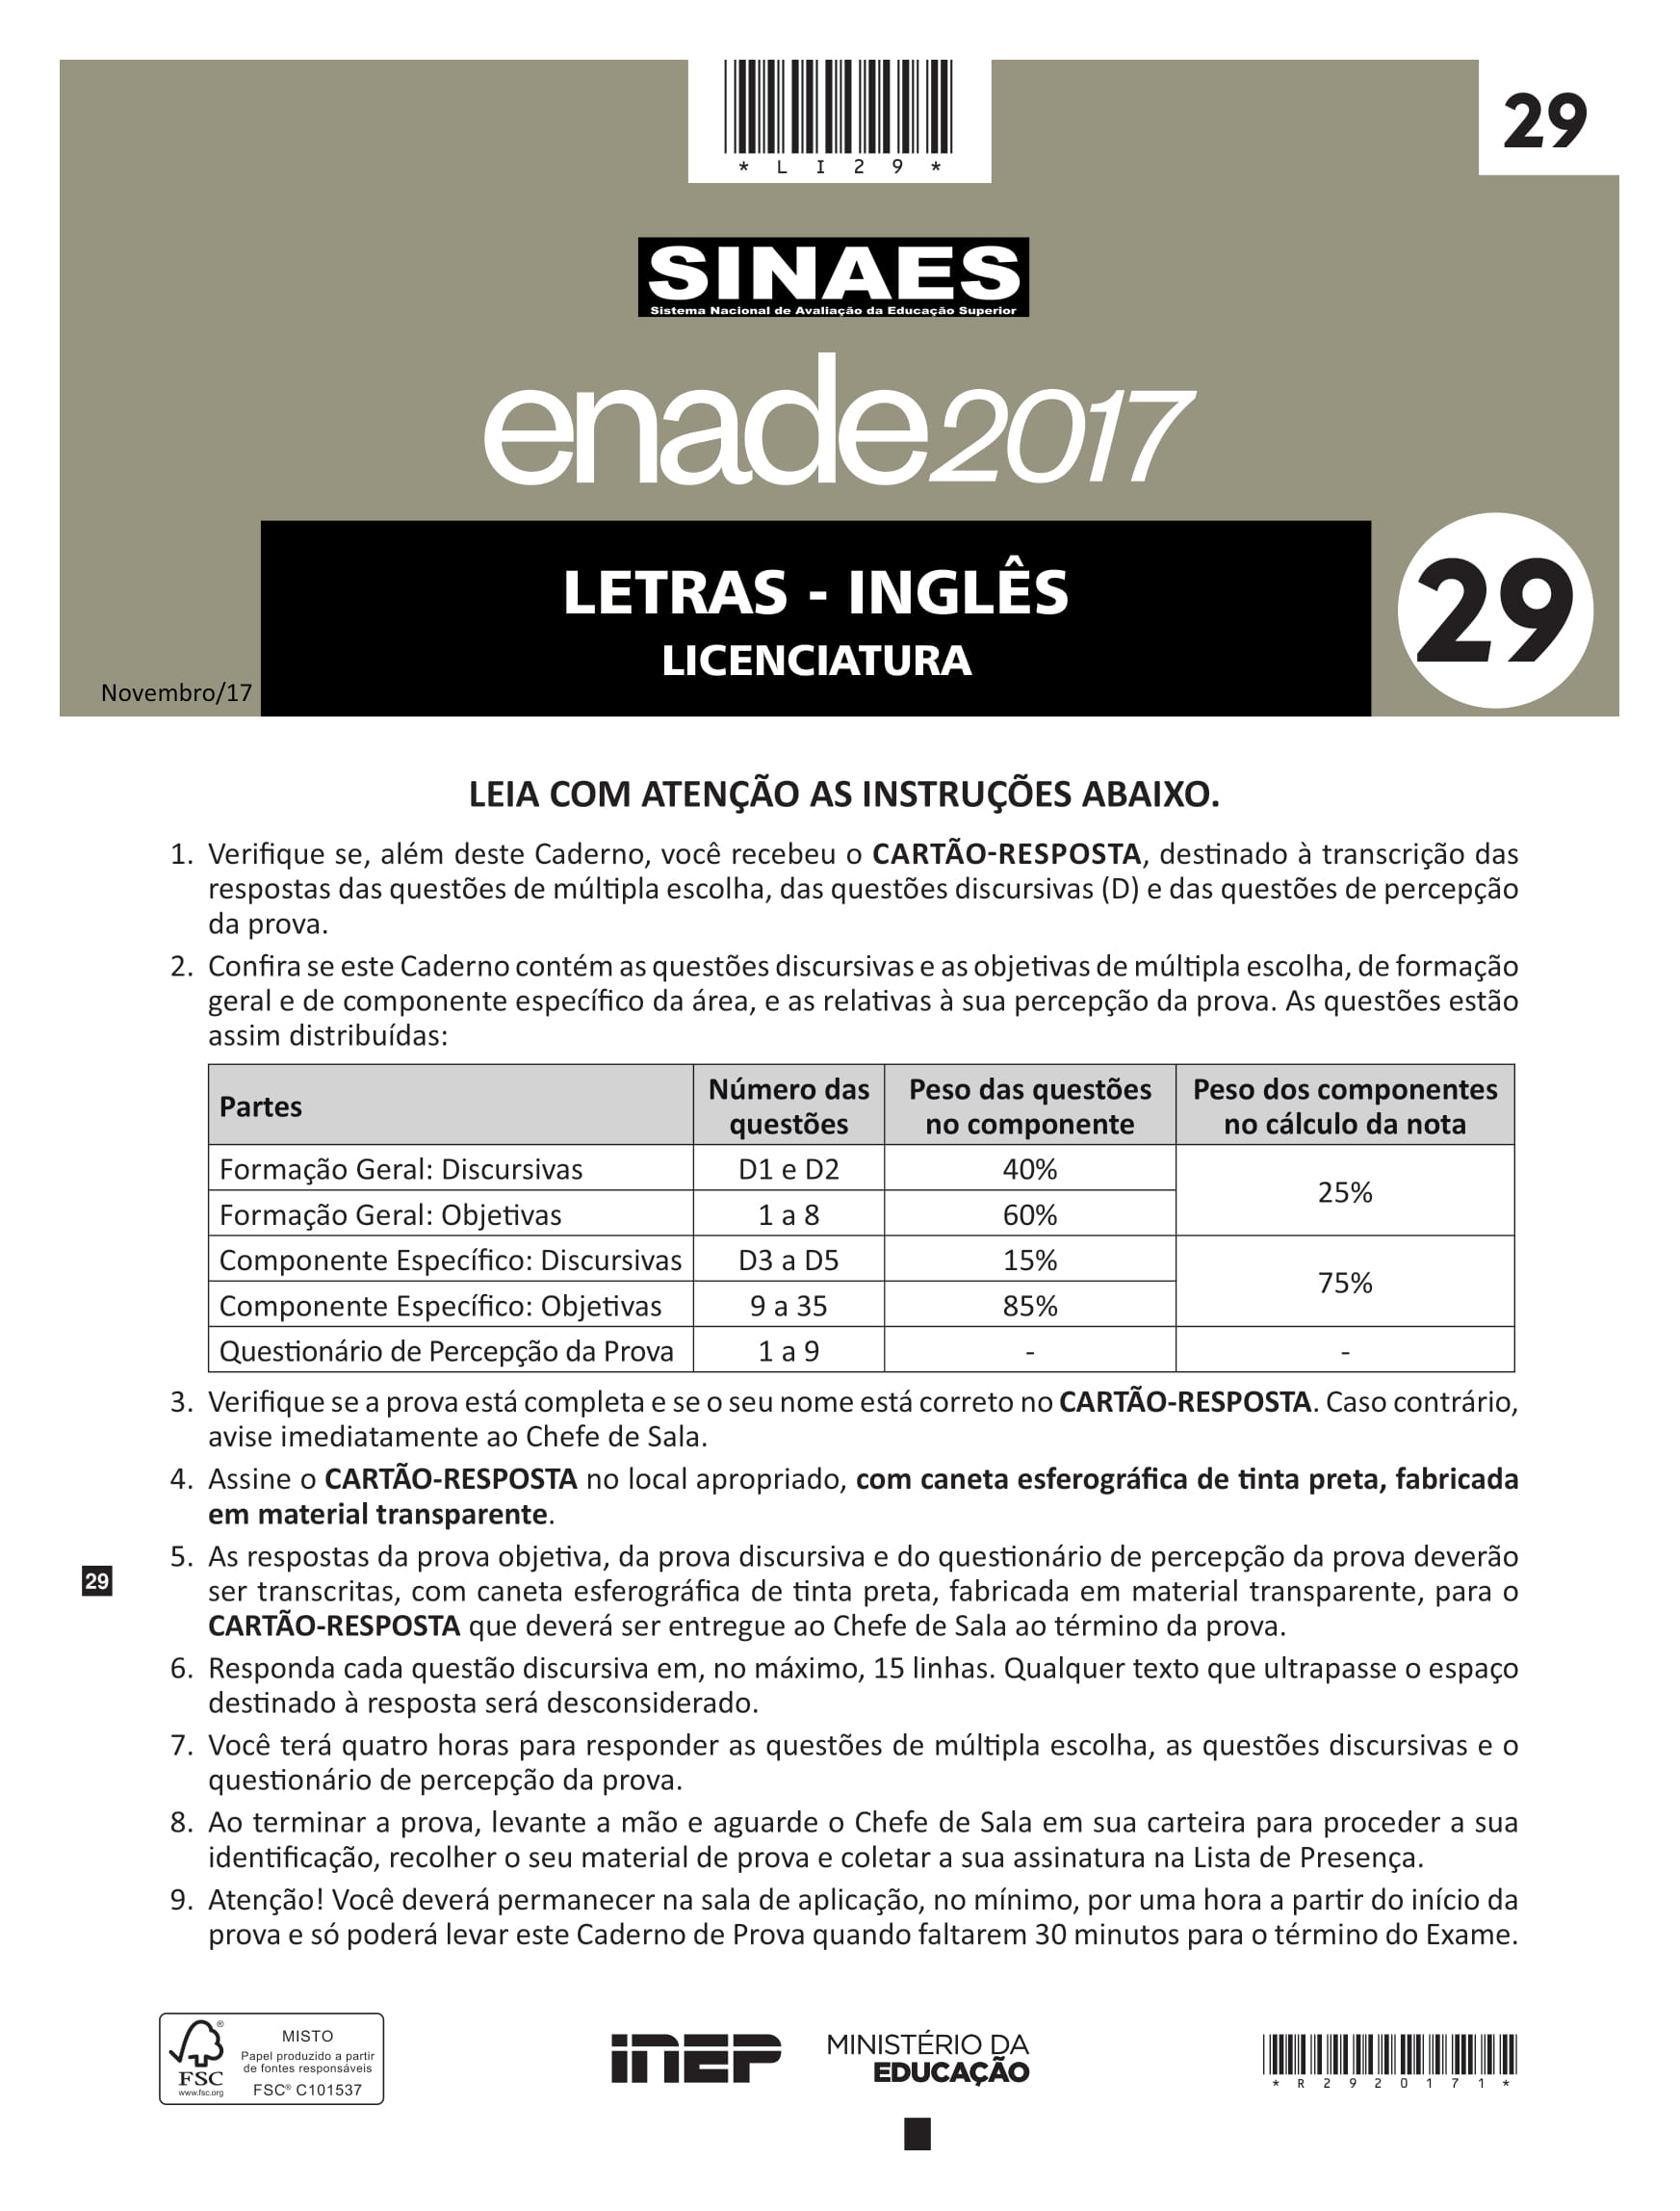 * L I 2 9 *
29
SINAES
Sistema Nacional de Avaliação da Educação Superior
enade2017
LETRAS - INGLÊS
LICENCIATURA
29
Novembro/17
LEIA COM ATENÇÃO AS INSTRUÇÕES ABAIXO.
1. Verifique se, além deste Caderno, você recebeu o CARTÃO-RESPOSTA, destinado à transcrição das
respostas das questões de múltipla escolha, das questões discursivas (D) e das questões de percepção
da prova.
2. Confira se este Caderno contém as questões discursivas e as objetivas de múltipla escolha, de formação
geral e de componente específico da área, e as relativas à sua percepção da prova. As questões estão
assim distribuídas:
Partes Número das questões Peso das questões no componente Peso dos componentes no cálculo da nota
Formação Geral: Discursivas D1 e D2 40% 25%
Formação Geral: Objetivas 1 a 8 60%
Componente Específico: Discursivas D3 a D5 15% 75%
Componente Específico: Objetivas 9 a 35 85%
Questionário de Percepção da Prova 1 a 9 - -
3. Verifique se a prova está completa e se o seu nome está correto no CARTÃO-RESPOSTA. Caso contrário,
avise imediatamente ao Chefe de Sala.
4. Assine o CARTÃO-RESPOSTA no local apropriado, com caneta esferográfica de tinta preta, fabricada
em material transparente.
5. As respostas da prova objetiva, da prova discursiva e do questionário de percepção da prova deverão
ser transcritas, com caneta esferográfica de tinta preta, fabricada em material transparente, para o
CARTÃO-RESPOSTA que deverá ser entregue ao Chefe de Sala ao término da prova.
29
6. Responda cada questão discursiva em, no máximo, 15 linhas. Qualquer texto que ultrapasse o espaço
destinado à resposta será desconsiderado.
7. Você terá quatro horas para responder as questões de múltipla escolha, as questões discursivas e o
questionário de percepção da prova.
8. Ao terminar a prova, levante a mão e aguarde o Chefe de Sala em sua carteira para proceder a sua
identificação, recolher o seu material de prova e coletar a sua assinatura na Lista de Presença.
9. Atenção! Você deverá permanecer na sala de aplicação, no mínimo, por uma hora a partir do início da
prova e só poderá levar este Caderno de Prova quando faltarem 30 minutos para o término do Exame.
FSC®
www.fsc.org
MISTO
Papel produzido a partir
de fontes responsáveis
FSC® C101537
inep
MINISTÉRIO DA
EDUCAÇÃO
* R 2 9 2 0 1 7 1 *